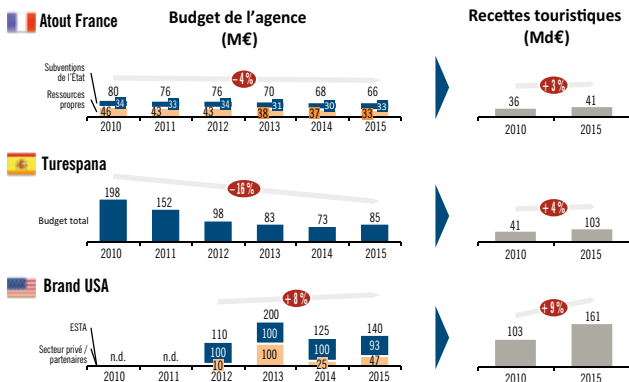 Atout France
Budget de l’agence
(M€)
Recettes touristiques
(Md€)
Subventions
de l’État
Ressources
propres
- 4%
80 76 76 70 68 66
34 33 34 31 30 33
46 43 43 38 37 33
2010 2011 2012 2013 2014 2015
+ 3%
36 41
2010 2015
Turespana
- 16%
198 152 98 83 73 85
Budget total
2010 2011 2012 2013 2014 2015
+ 4%
41 103
2010 2015
Brand USA
+ 8%
ESTA
Secteur privé /
partenaires
n.d. n.d. 110 200 125 140
100 100 100 93
10 100 25 47
2010 2011 2012 2013 2014 2015
+ 9%
103 161
2010 2015